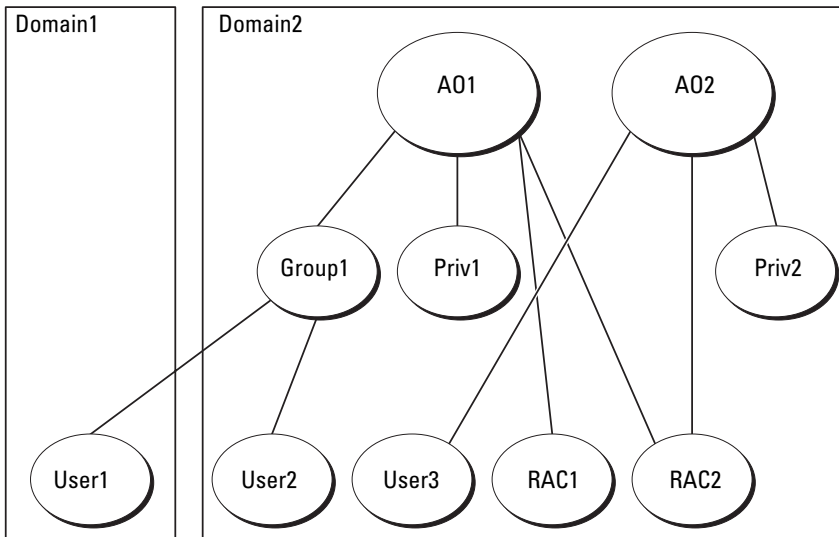 Domain1
Domain2
AO1
AO2
Group1
Priv1
Priv2
User1
User2
User3
RAC1
RAC2